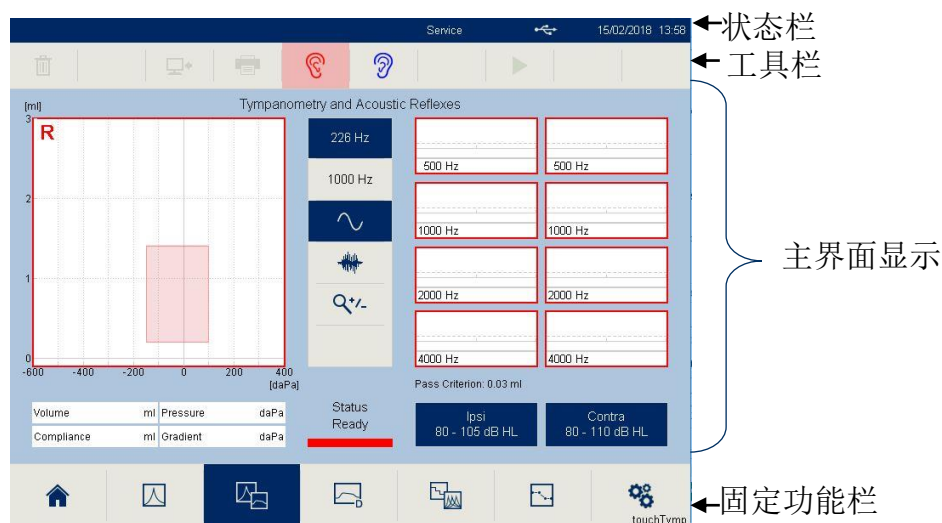 Service 15/02/2018 13:58
状态栏
工具栏
Tympanometry and Acoustic Reflexes
[ml]
3
2
1
0
R
-600 -400 -200 0 200 400
[daPa]
226 Hz
1000 Hz
+/-
500 Hz 500 Hz
1000 Hz 1000 Hz
2000 Hz 2000 Hz
4000 Hz 4000 Hz
Pass Criterion: 0.03 ml
主界面显示
Volume ml Pressure daPa
Compliance ml Gradient daPa
Status
Ready
Ipsi
80 - 105 dB HL
Contra
80 - 110 dB HL
D
固定功能栏
touchTymp